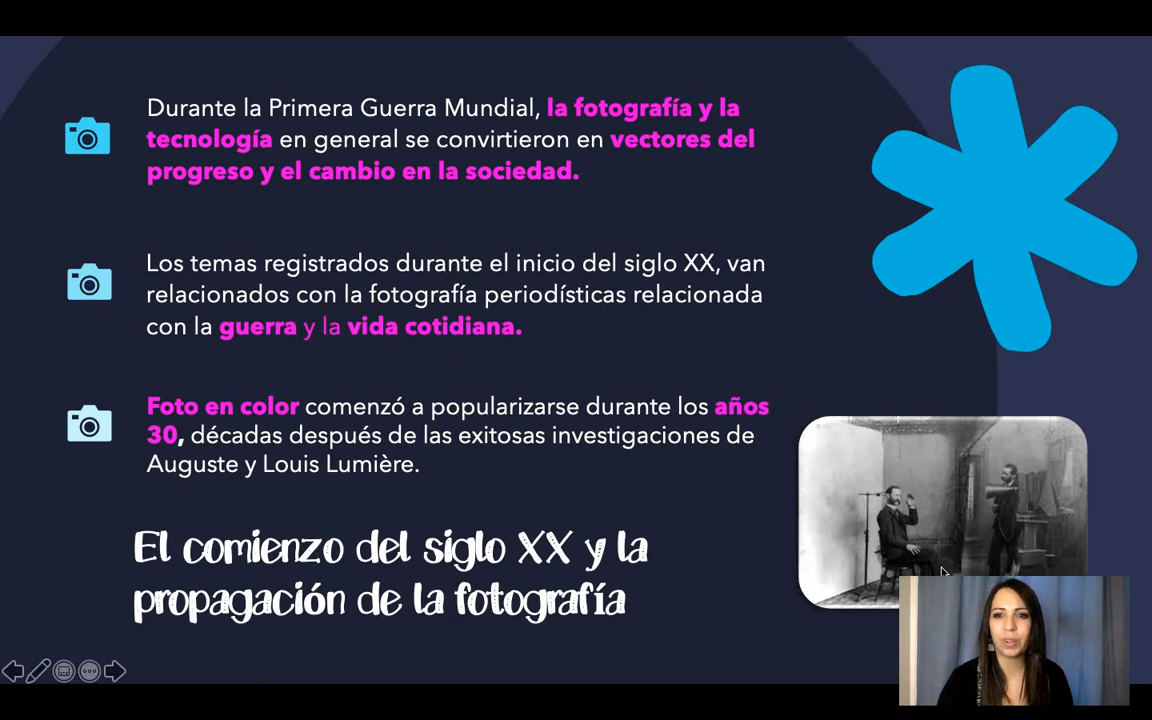 Durante la Primera Guerra Mundial, la fotografía y la
tecnología en general se convirtieron en vectores del
progreso y el cambio en la sociedad.
Los temas registrados durante el inicio del siglo XX, van
relacionados con la fotografía periodísticas relacionada
con la guerra y la vida cotidiana.
Foto en color comenzó a popularizarse durante los años
30, décadas después de las exitosas investigaciones de
Auguste y Louis Lumière.
El comienzo del siglo XX y la
propagación de la fotografía